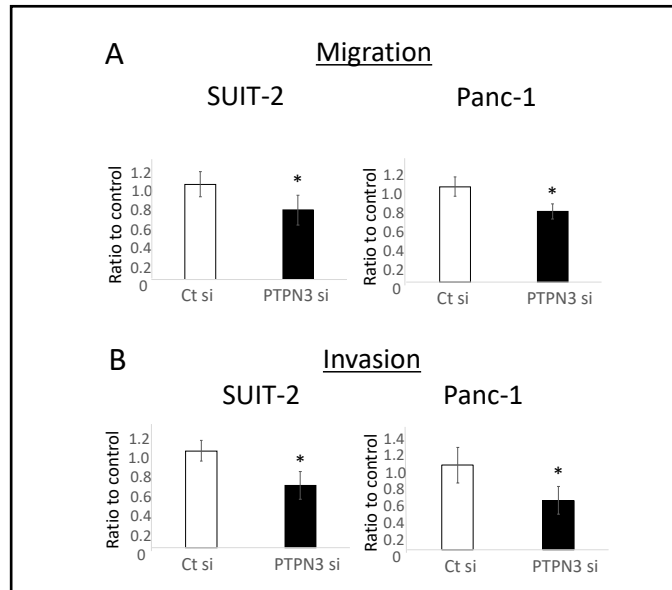 A
Migration
SUIT-2
Panc-1
Ratio to control
1.2
1.0
0.8
0.6
0.4
0.2
0
*
Ct si
PTPN3 si
Ratio to control
1.2
1.0
0.8
0.6
0.4
0.2
0
*
Ct si
PTPN3 si
B
Invasion
SUIT-2
Panc-1
Ratio to control
1.2
1.0
0.8
0.6
0.4
0.2
0
*
Ct si
PTPN3 si
Ratio to control
1.4
1.2
1.0
0.8
0.6
0.4
0.2
0
*
Ct si
PTPN3 si